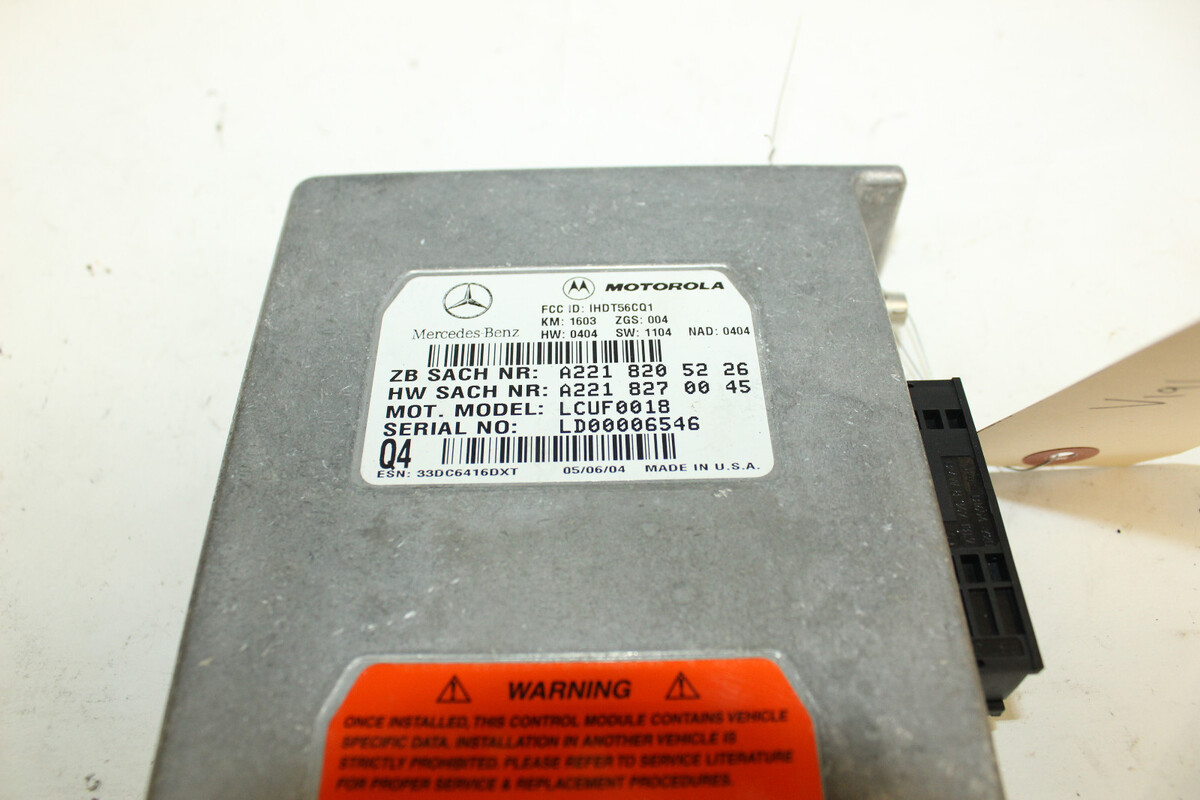 MOTOROLA
Mercedes-Benz
FCC ID: IHDT56CQ1
KM: 1603 ZGS: 004
HW: 0404 SW: 1104 NAD: 0404
ZB SACH NR: A221 820 52 26
HW SACH NR: A221 827 00 45
MOT. MODEL: LCUF0018
SERIAL NO: LD00006546
Q4
ESN: 33DC6416DXT 05/06/04 MADE IN U.S.A.
WARNING
ONCE INSTALLED, THIS CONTROL MODULE CONTAINS VEHICLE
SPECIFIC DATA. INSTALLATION IN ANOTHER VEHICLE IS
STRICTLY PROHIBITED. PLEASE REFER TO SERVICE LITERATURE
FOR PROPER SERVICE & REPLACEMENT PROCEDURES.